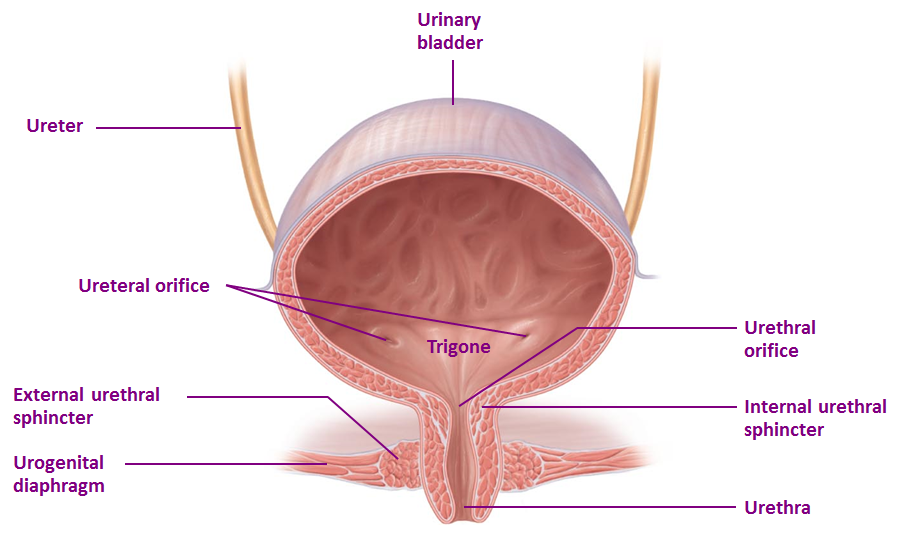 Urinary
bladder
Ureter
Ureteral orifice
Trigone
Urethral
orifice
External urethral
sphincter
Internal urethral
sphincter
Urogenital
diaphragm
Urethra